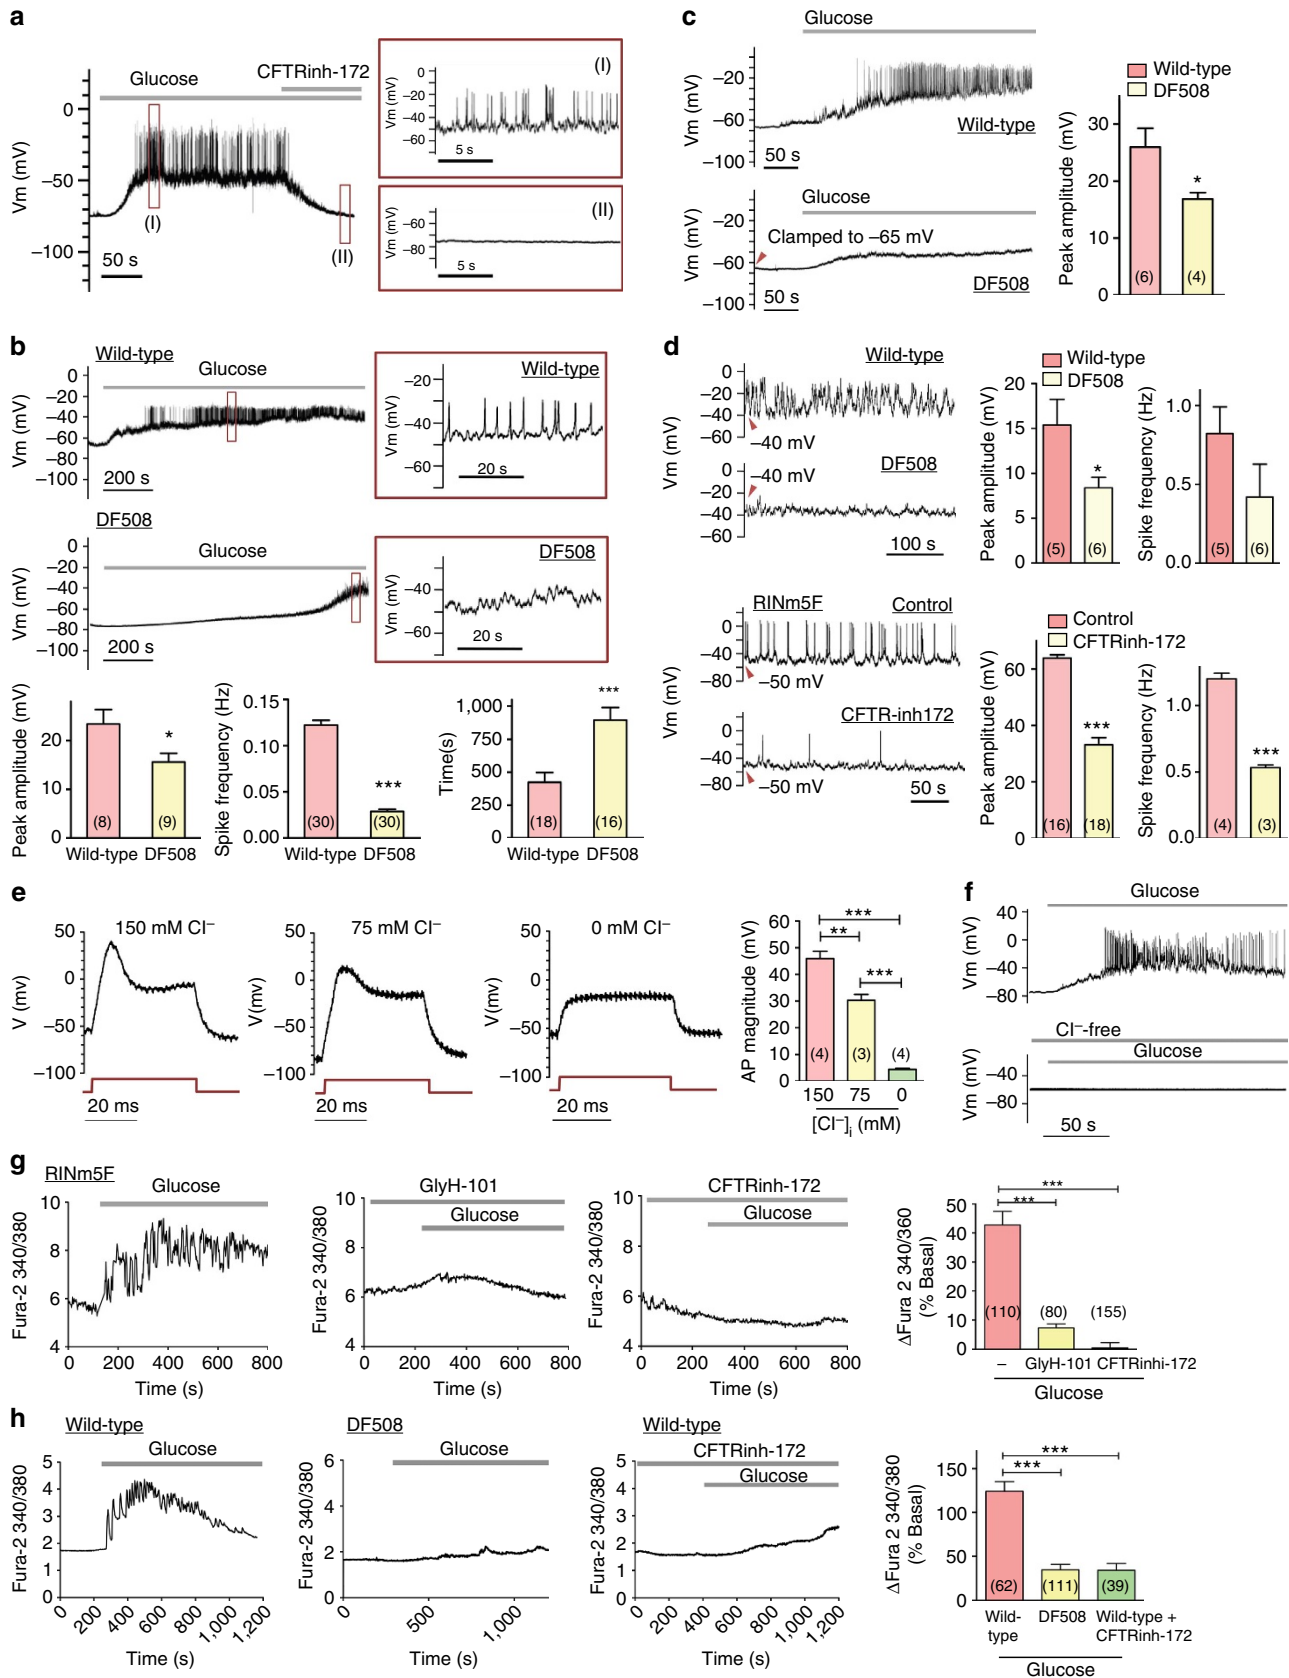 a
Glucose
CFTRinh-172
Vm (mV)
0
–50
–100
50 s
(I)
(II)
Vm (mV)
0
–20
–40
–60
5 s
(I)
Vm (mV)
–60
–80
5 s
(II)
c
Glucose
Vm (mV)
–20
–60
–100
50 s
Wild-type
Glucose
Vm (mV)
–20
–60
–100
Clamped to –65 mV
50 s
DF508
Wild-type
DF508
Peak amplitude (mV)
30
20
10
0
*
(6)
(4)
b
Wild-type
Glucose
Vm (mV)
0
–20
–40
–60
–80
–100
200 s
Wild-type
Vm (mV)
–20
–40
–60
20 s
DF508
Glucose
Vm (mV)
0
–20
–40
–60
–80
–100
200 s
DF508
Vm (mV)
–40
–60
20 s
Peak amplitude (mV)
20
10
0
*
(8)
(9)
Wild-type DF508
Spike frequency (Hz)
0.15
0.10
0.05
0.00
***
(30)
(30)
Wild-type DF508
Time(s)
1,000
750
500
250
0
***
(18)
(16)
Wild-type DF508
d
Wild-type
Vm (mV)
0
–20
–40
–60
–40 mV
DF508
–40 mV
0
–20
–40
–60
100 s
Wild-type
DF508
Peak amplitude (mV)
20
15
10
5
0
*
(5)
(6)
Spike frequency (Hz)
1.0
0.5
0.0
(5)
(6)
RINm5F
Control
Vm (mV)
0
–40
–80
–50 mV
CFTR-inh172
0
–40
–80
–50 mV
50 s
Control
CFTRinh-172
Peak amplitude (mV)
60
40
20
0
***
(16)
(18)
Spike frequency (Hz)
1.0
0.5
0.0
***
(4)
(3)
e
150 mM Cl–
V (mv)
50
0
–50
–100
20 ms
75 mM Cl–
V(mv)
50
0
–50
–100
20 ms
0 mM Cl–
V (mv)
50
0
–50
–100
20 ms
AP magnitude (mV)
60
50
40
30
20
10
0
***
**
***
(4)
(3)
(4)
150 75 0
[Cl–]i (mM)
f
Glucose
Vm (mV)
40
0
–40
–80
Cl–-free
Glucose
Vm (mV)
–40
–80
50 s
g
RINm5F
Glucose
Fura-2 340/380
10
8
6
4
0 200 400 600 800
Time (s)
GlyH-101
Glucose
Fura-2 340/380
10
8
6
4
0 200 400 600 800
Time (s)
CFTRinh-172
Glucose
Fura-2 340/380
10
8
6
4
0 200 400 600 800
Time (s)
ΔFura 2 340/360
(% Basal)
50
40
30
20
10
0
***
***
(110)
(80)
(155)
– GlyH-101 CFTRinhi-172
Glucose
h
Wild-type
Glucose
Fura-2 340/380
5
4
3
2
1
0
0 200 400 600 800 1,000 1,200
Time (s)
DF508
Glucose
Fura-2 340/380
6
4
2
0
0 500 1,000
Time (s)
Wild-type
CFTRinh-172
Glucose
Fura-2 340/380
5
4
3
2
1
0
0 200 400 600 800 1,000 1,200
Time (s)
ΔFura 2 340/380
(% Basal)
150
100
50
0
***
***
(62)
(111)
(39)
Wild-
type
DF508
Wild-type +
CFTRinh-172
Glucose